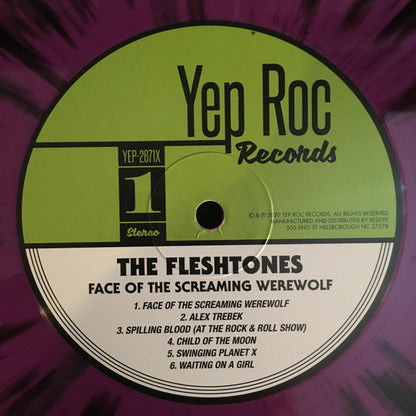 Yep Roc
Records
YEP-2671X
1
Stereo
©&℗ 2020 YEP ROC RECORDS. ALL RIGHTS RESERVED
MANUFACTURED AND DISTRIBUTED BY REDEYE
505 ENO ST HILLSBOROUGH NC 27278
THE FLESHTONES
FACE OF THE SCREAMING WEREWOLF
1. FACE OF THE SCREAMING WEREWOLF
2. ALEX TREBEK
3. SPILLING BLOOD (AT THE ROCK & ROLL SHOW)
4. CHILD OF THE MOON
5. SWINGING PLANET X
6. WAITING ON A GIRL